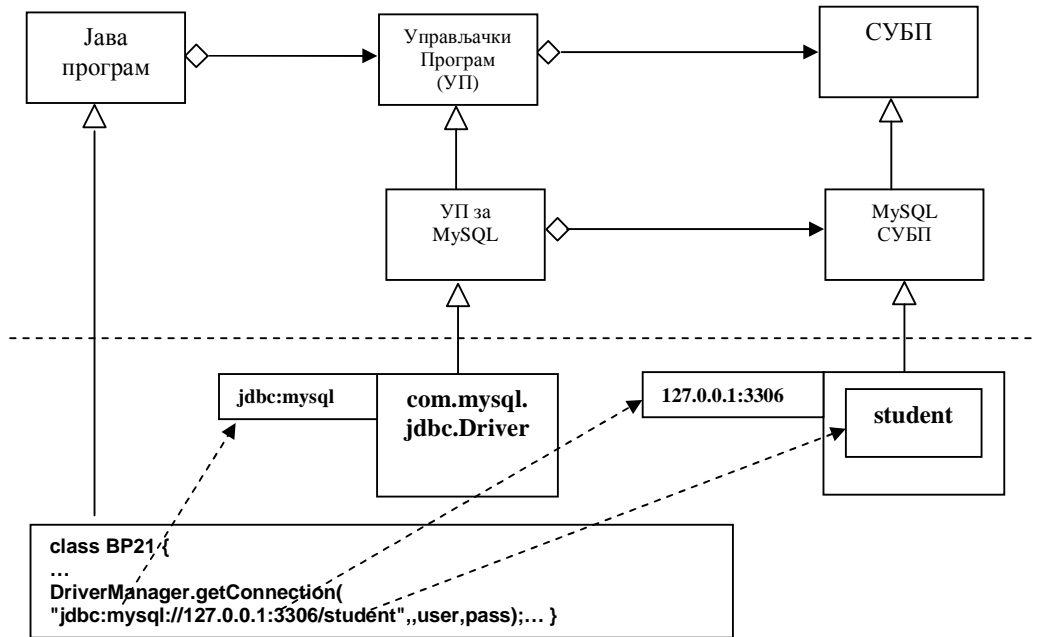 Јава
програм
Управљачки
Програм
(УП)
СУБП
УП за
MySQL
MySQL
СУБП
jdbc:mysql
com.mysql.
jdbc.Driver
127.0.0.1:3306
student
class BP21 {
…
DriverManager.getConnection(
"jdbc:mysql://127.0.0.1:3306/student",,user,pass);… }